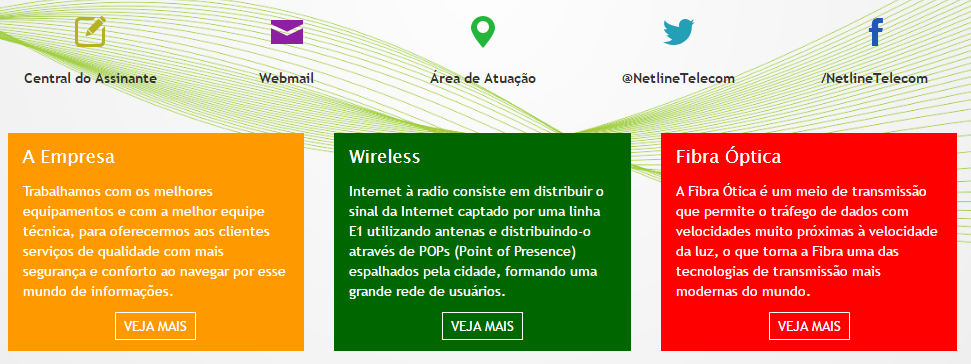 Central do Assinante
Webmail
Área de Atuação
@NetlineTelecom
/NetlineTelecom
A Empresa
Trabalhamos com os melhores
equipamentos e com a melhor equipe
técnica, para oferecermos aos clientes
serviços de qualidade com mais
segurança e conforto ao navegar por esse
mundo de informações.
VEJA MAIS
Wireless
Internet à radio consiste em distribuir o
sinal da Internet captado por uma linha
E1 utilizando antenas e distribuindo-o
através de POPs (Point of Presence)
espalhados pela cidade, formando uma
grande rede de usuários.
VEJA MAIS
Fibra Óptica
A Fibra Ótica é um meio de transmissão
que permite o tráfego de dados com
velocidades muito próximas à velocidade
da luz, o que torna a Fibra uma das
tecnologias de transmissão mais
modernas do mundo.
VEJA MAIS